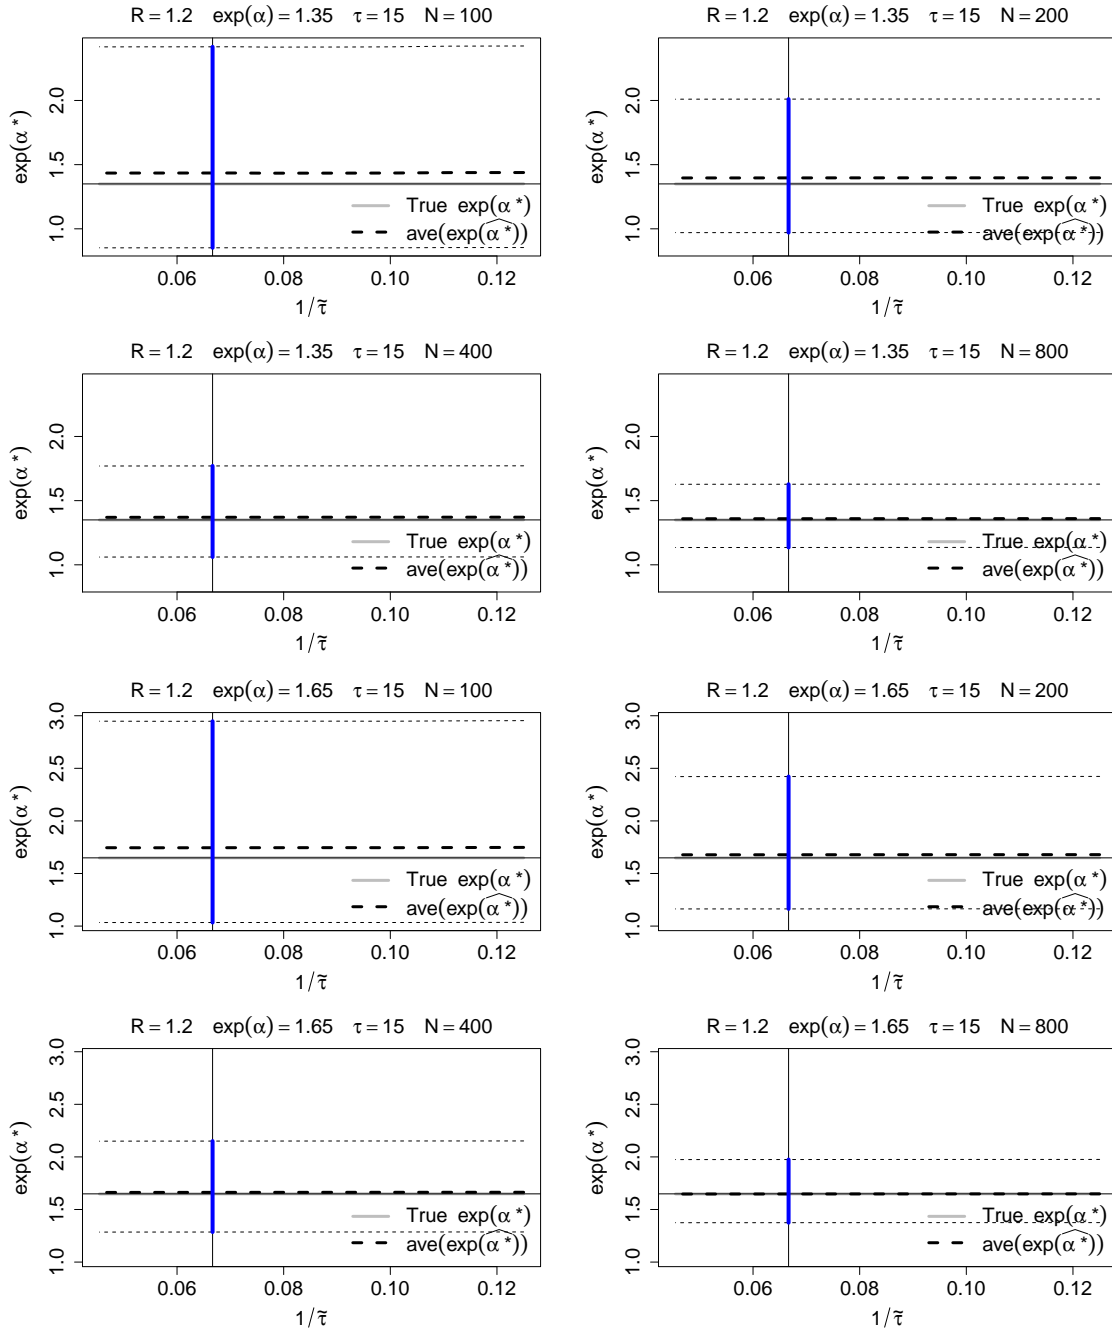 R = 1.2 exp(α) = 1.35 τ = 15 N = 100
exp(α*)
2.0
1.5
1.0
True exp(α*)
ave(exp(α̂*))
0.06 0.08 0.10 0.12
1/τ̃
R = 1.2 exp(α) = 1.35 τ = 15 N = 200
exp(α*)
2.0
1.5
1.0
True exp(α*)
ave(exp(α̂*))
0.06 0.08 0.10 0.12
1/τ̃
R = 1.2 exp(α) = 1.35 τ = 15 N = 400
exp(α*)
2.0
1.5
1.0
True exp(α*)
ave(exp(α̂*))
0.06 0.08 0.10 0.12
1/τ̃
R = 1.2 exp(α) = 1.35 τ = 15 N = 800
exp(α*)
2.0
1.5
1.0
True exp(α*)
ave(exp(α̂*))
0.06 0.08 0.10 0.12
1/τ̃
R = 1.2 exp(α) = 1.65 τ = 15 N = 100
exp(α*)
3.0
2.5
2.0
1.5
1.0
True exp(α*)
ave(exp(α̂*))
0.06 0.08 0.10 0.12
1/τ̃
R = 1.2 exp(α) = 1.65 τ = 15 N = 200
exp(α*)
3.0
2.5
2.0
1.5
1.0
True exp(α*)
ave(exp(α̂*))
0.06 0.08 0.10 0.12
1/τ̃
R = 1.2 exp(α) = 1.65 τ = 15 N = 400
exp(α*)
3.0
2.5
2.0
1.5
1.0
True exp(α*)
ave(exp(α̂*))
0.06 0.08 0.10 0.12
1/τ̃
R = 1.2 exp(α) = 1.65 τ = 15 N = 800
exp(α*)
3.0
2.5
2.0
1.5
1.0
True exp(α*)
ave(exp(α̂*))
0.06 0.08 0.10 0.12
1/τ̃